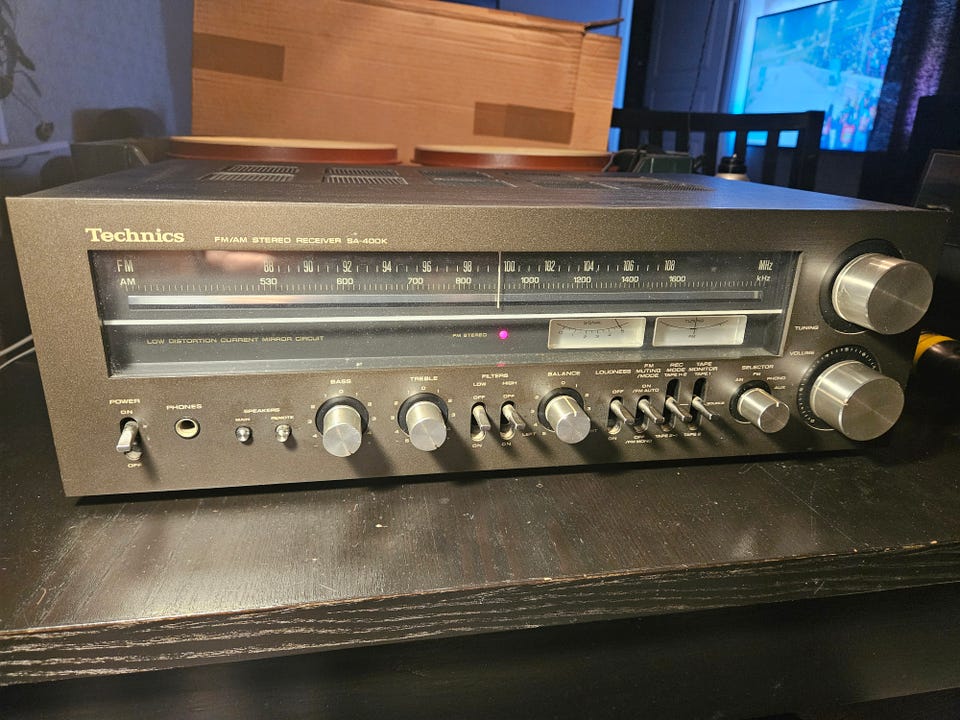 Technics FM/AM STEREO RECEIVER SA-400K
FM 88 90 92 94 96 98 100 102 104 106 108 MHz
AM 530 600 700 800 1000 1200 1400 1600 kHz
TUNING
LOW DISTORTION CURRENT MIRROR CIRCUIT
FM STEREO
SIGNAL
TUNING
VOLUME
POWER
ON
OFF
PHONES
SPEAKERS
MAIN REMOTE
BASS
TREBLE
FILTERS
LOW HIGH
OFF OFF
ON ON
BALANCE
LEFT
LOUDNESS
OFF
ON
FM MUTING /MODE
ON /FM AUTO
OFF /FM MONO
REC MODE
TAPE MONITOR
TAPE 1
SOURCE
TAPE 2
SELECTOR
AM FM PHONO AUX